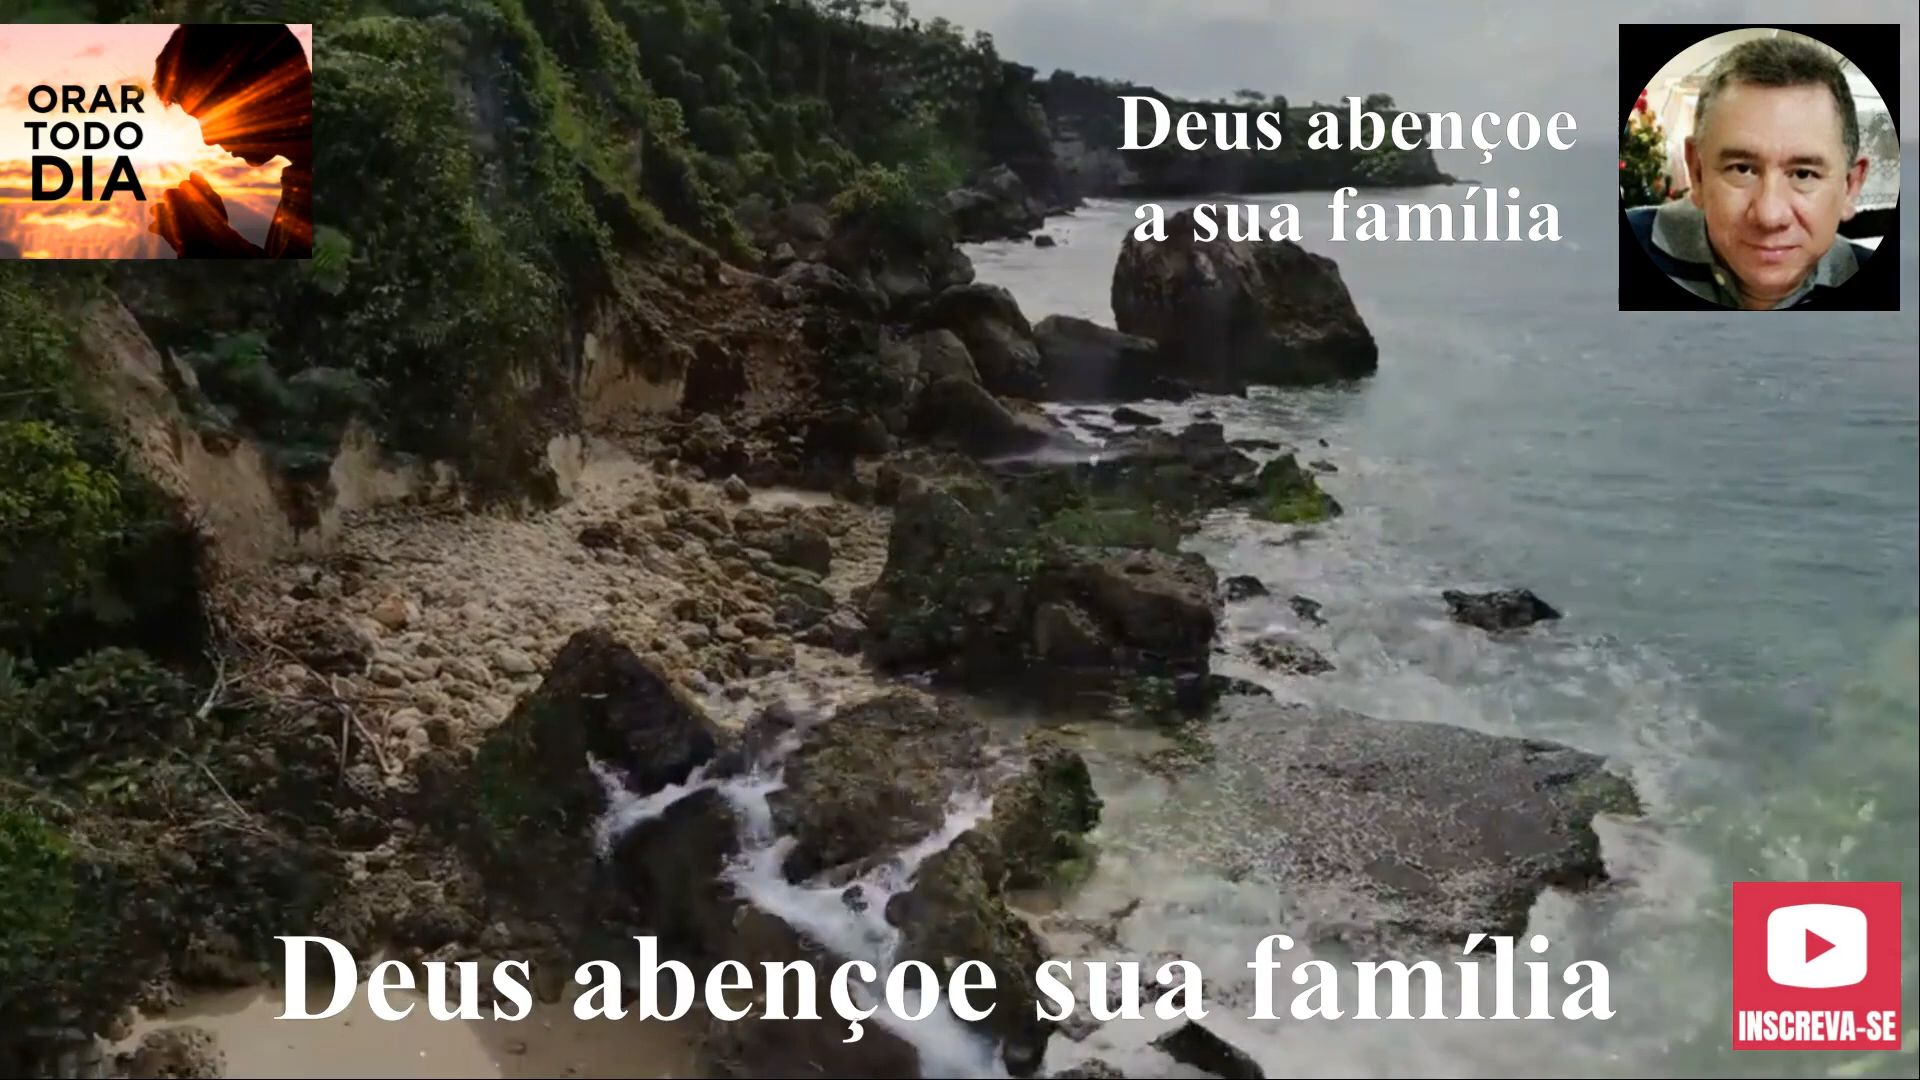 ORAR
TODO
DIA
Deus abençoe
a sua família
Deus abençoe sua família
INSCREVA-SE